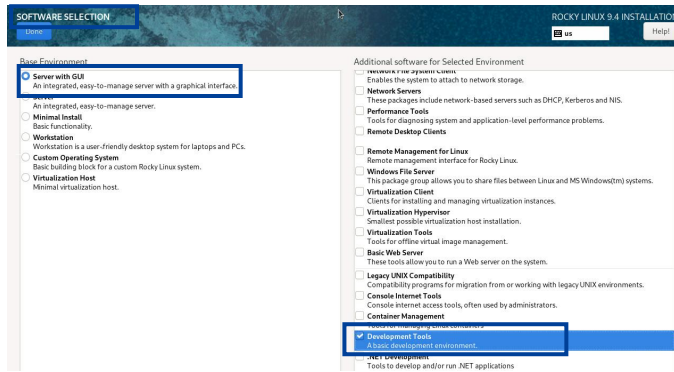 SOFTWARE SELECTION
Done
ROCKY LINUX 9.4 INSTALLATION
us
Help!
Base Environment
Server with GUI
An integrated, easy-to-manage server with a graphical interface.
Server
An integrated, easy-to-manage server.
Minimal Install
Basic functionality.
Workstation
Workstation is a user-friendly desktop system for laptops and PCs.
Custom Operating System
Basic building block for a custom Rocky Linux system.
Virtualization Host
Minimal virtualization host.
Additional software for Selected Environment
Network File System Client
Enables the system to attach to network storage.
Network Servers
These packages include network-based servers such as DHCP, Kerberos and NIS.
Performance Tools
Tools for diagnosing system and application-level performance problems.
Remote Desktop Clients
Remote Management for Linux
Remote management interface for Rocky Linux.
Windows File Server
This package group allows you to share files between Linux and MS Windows(tm) systems.
Virtualization Client
Clients for installing and managing virtualization instances.
Virtualization Hypervisor
Smallest possible virtualization host installation.
Virtualization Tools
Tools for offline virtual image management.
Basic Web Server
These tools allow you to run a Web server on the system.
Legacy UNIX Compatibility
Compatibility programs for migration from or working with legacy UNIX environments.
Console Internet Tools
Console internet access tools, often used by administrators.
Container Management
Tools for managing Linux containers
Development Tools
A basic development environment.
.NET Development
Tools to develop and/or run .NET applications